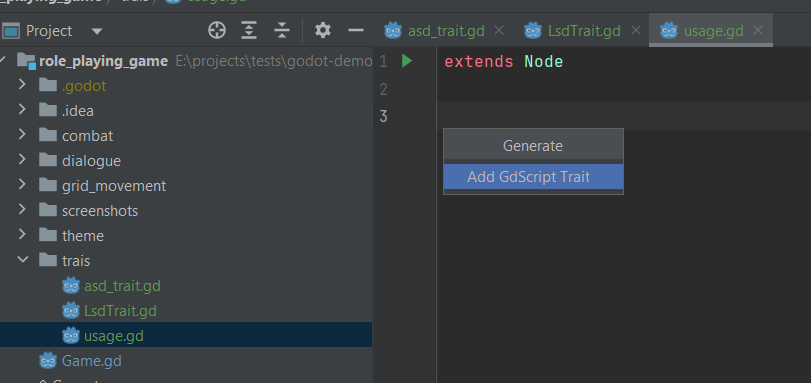 _playing_game trais usage.gd
Project
asd_trait.gd LsdTrait.gd usage.gd
role_playing_game E:\projects\tests\godot-demo
.godot
.idea
combat
dialogue
grid_movement
screenshots
theme
trais
asd_trait.gd
LsdTrait.gd
usage.gd
Game.gd
1 extends Node
2
3
Generate
Add GdScript Trait